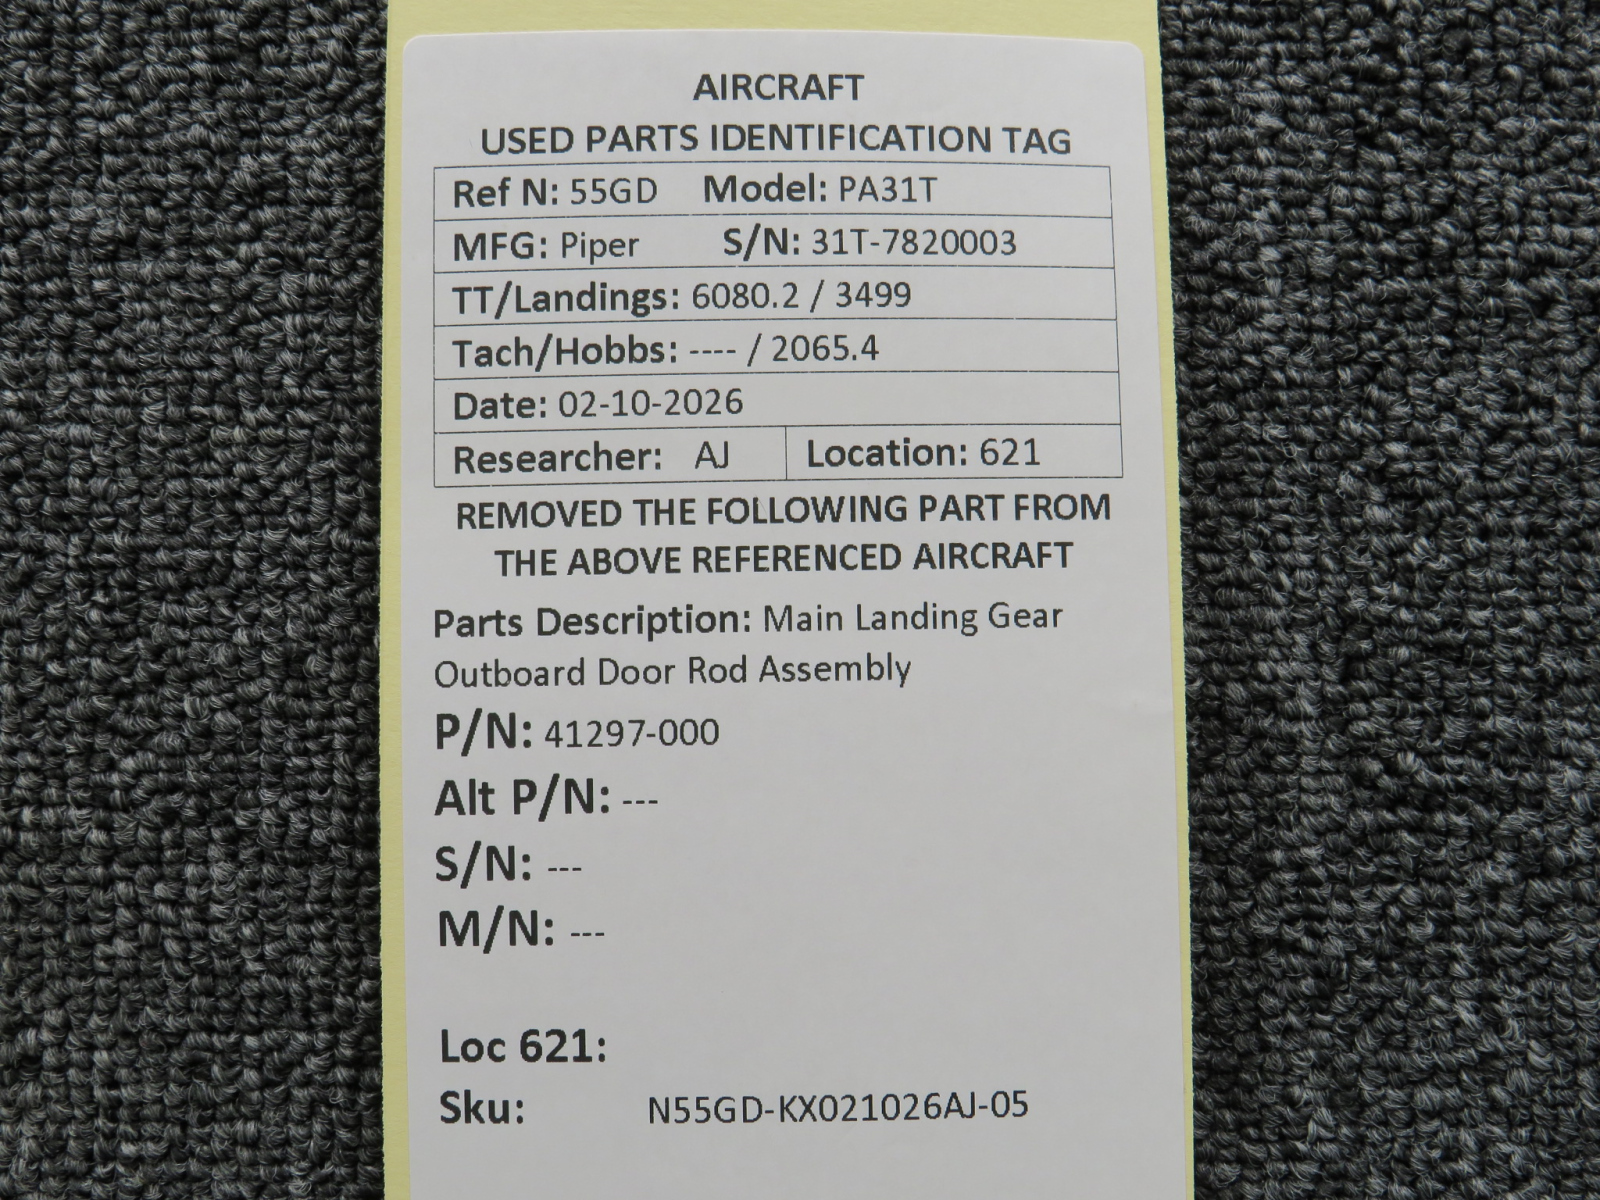 AIRCRAFT
USED PARTS IDENTIFICATION TAG
Ref N: 55GD Model: PA31T
MFG: Piper S/N: 31T-7820003
TT/Landings: 6080.2 / 3499
Tach/Hobbs: ---- / 2065.4
Date: 02-10-2026
Researcher: AJ Location: 621
REMOVED THE FOLLOWING PART FROM
THE ABOVE REFERENCED AIRCRAFT
Parts Description: Main Landing Gear
Outboard Door Rod Assembly
P/N: 41297-000
Alt P/N: ---
S/N: ---
M/N: ---
Loc 621:
Sku: N55GD-KX021026AJ-05